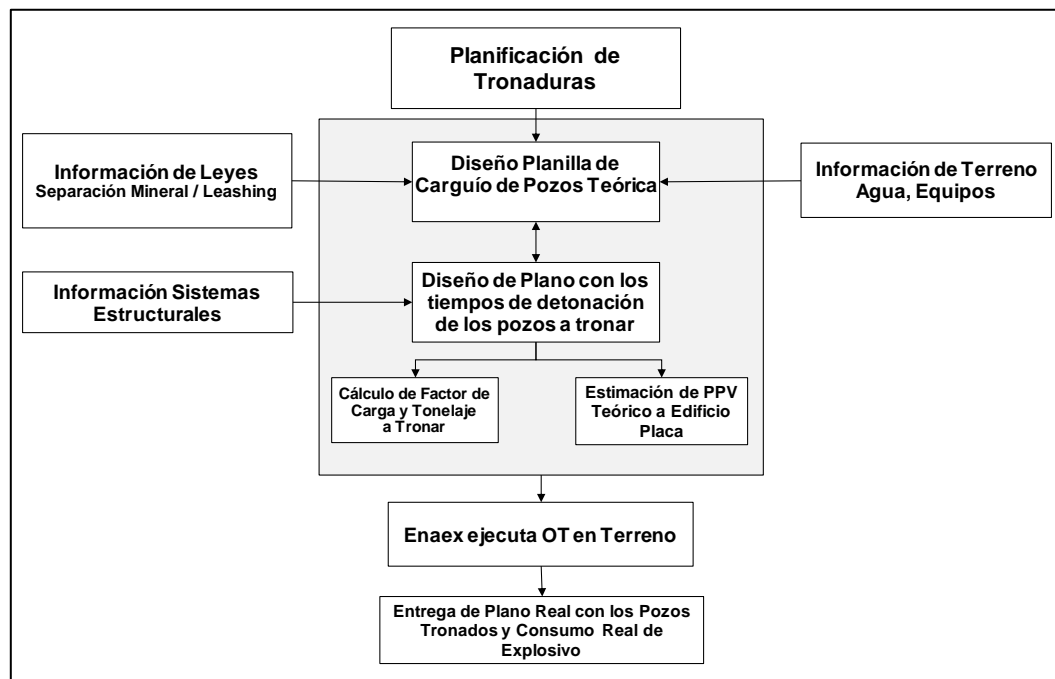 Planificación de
Tronaduras
Información de Leyes
Separación Mineral / Leashing
Diseño Planilla de
Carguío de Pozos Teórica
Información de Terreno
Agua, Equipos
Información Sistemas
Estructurales
Diseño de Plano con los
tiempos de detonación
de los pozos a tronar
Cálculo de Factor de
Carga y Tonelaje
a Tronar
Estimación de PPV
Teórico a Edificio
Placa
Enaex ejecuta OT en Terreno
Entrega de Plano Real con los Pozos
Tronados y Consumo Real de
Explosivo